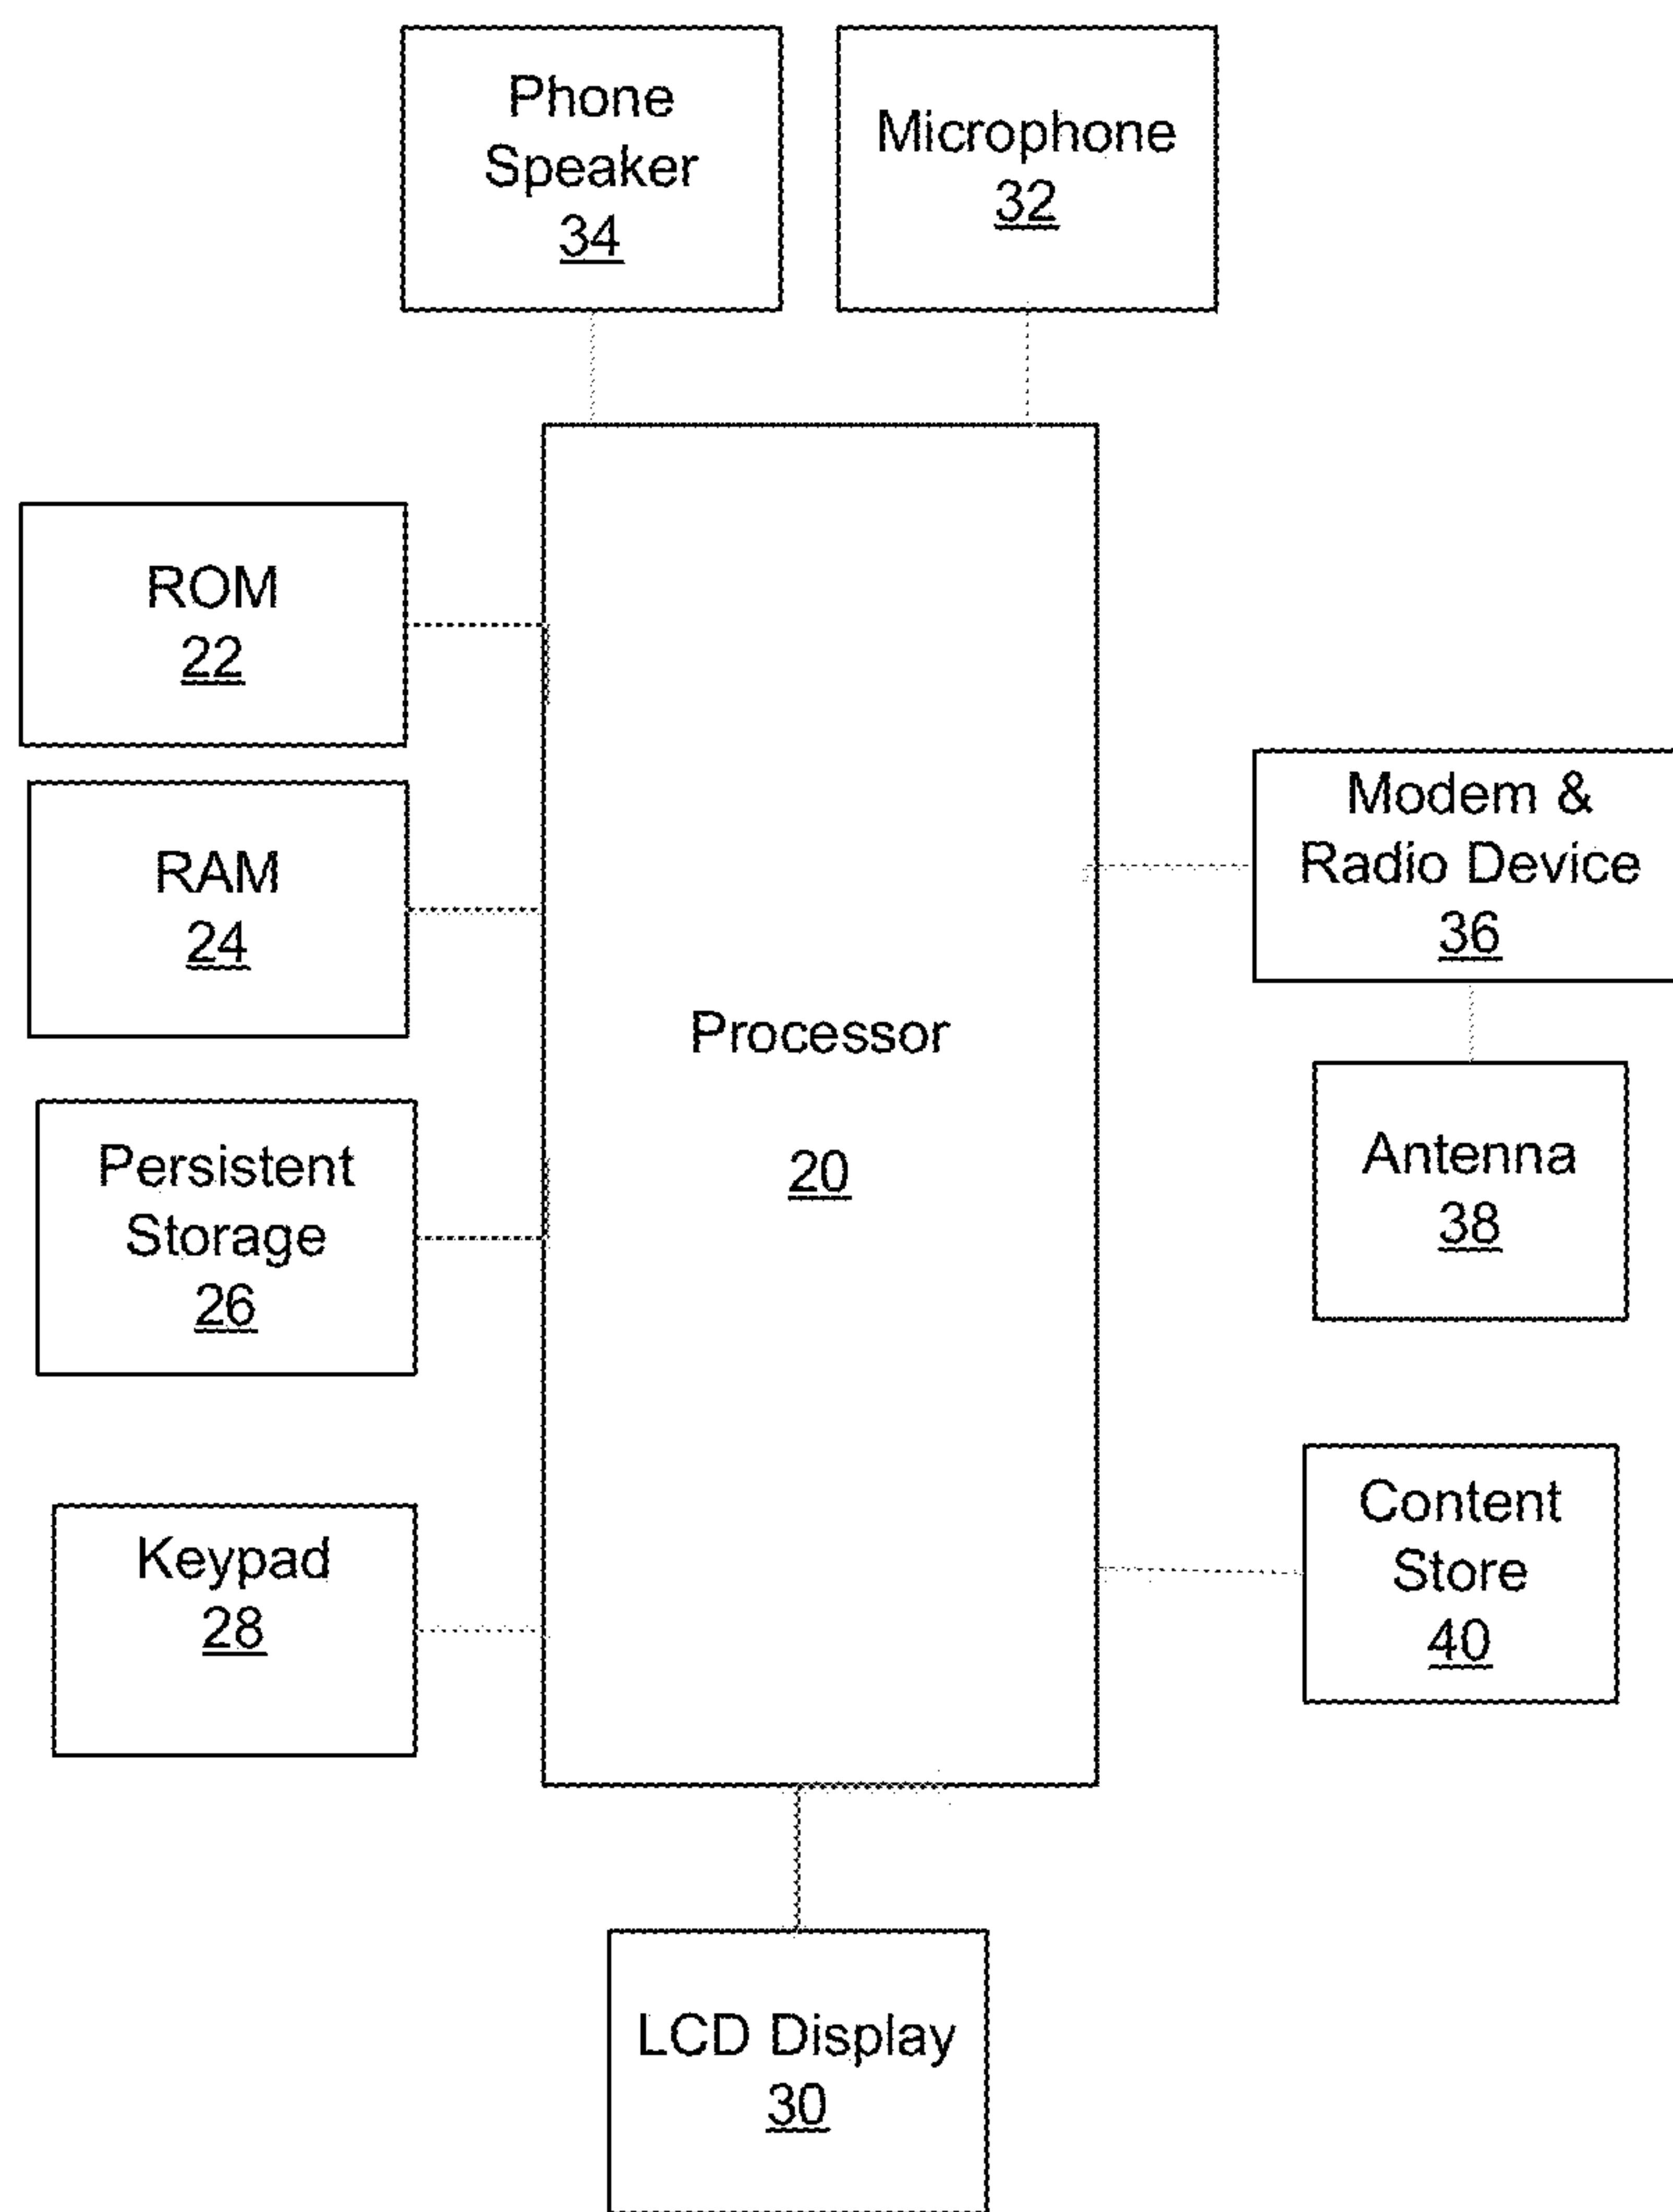 Phone
Speaker
34
Microphone
32
ROM
22
RAM
24
Persistent
Storage
26
Keypad
28
Processor
20
Modem &
Radio Device
36
Antenna
38
Content
Store
40
LCD Display
30